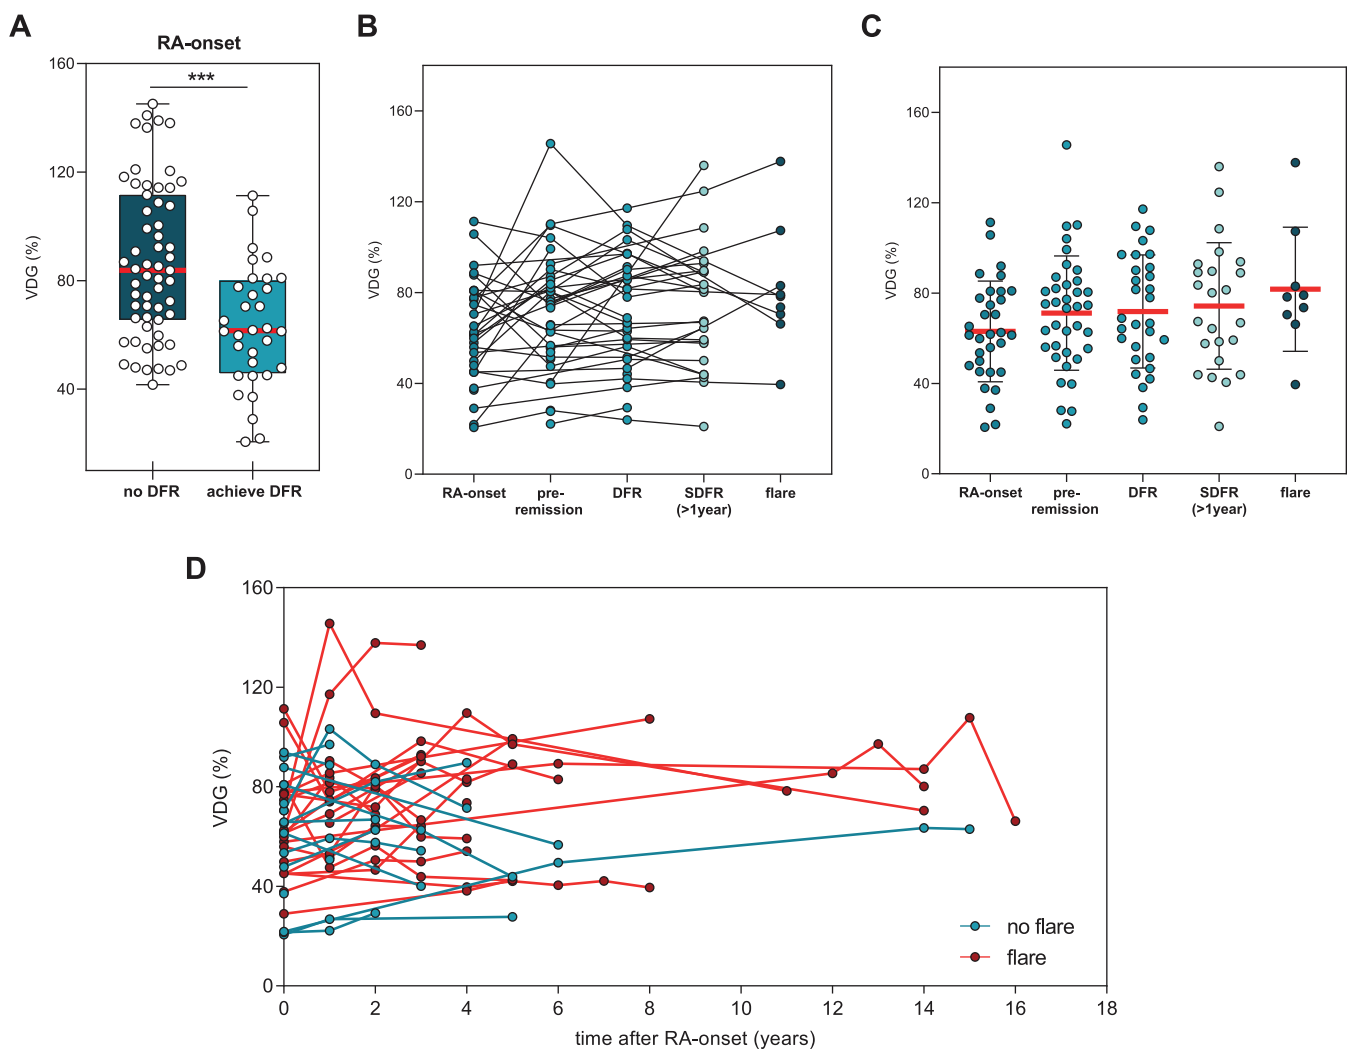 A
RA-onset
***
160
120
80
40
VDG (%)
no DFR
achieve DFR
B
160
120
80
40
0
VDG (%)
RA-onset
pre-
remission
DFR
SDFR
(>1year)
flare
C
160
120
80
40
0
VDG (%)
RA-onset
pre-
remission
DFR
SDFR
(>1year)
flare
D
160
120
80
40
0
VDG (%)
no flare
flare
0 2 4 6 8 10 12 14 16 18
time after RA-onset (years)